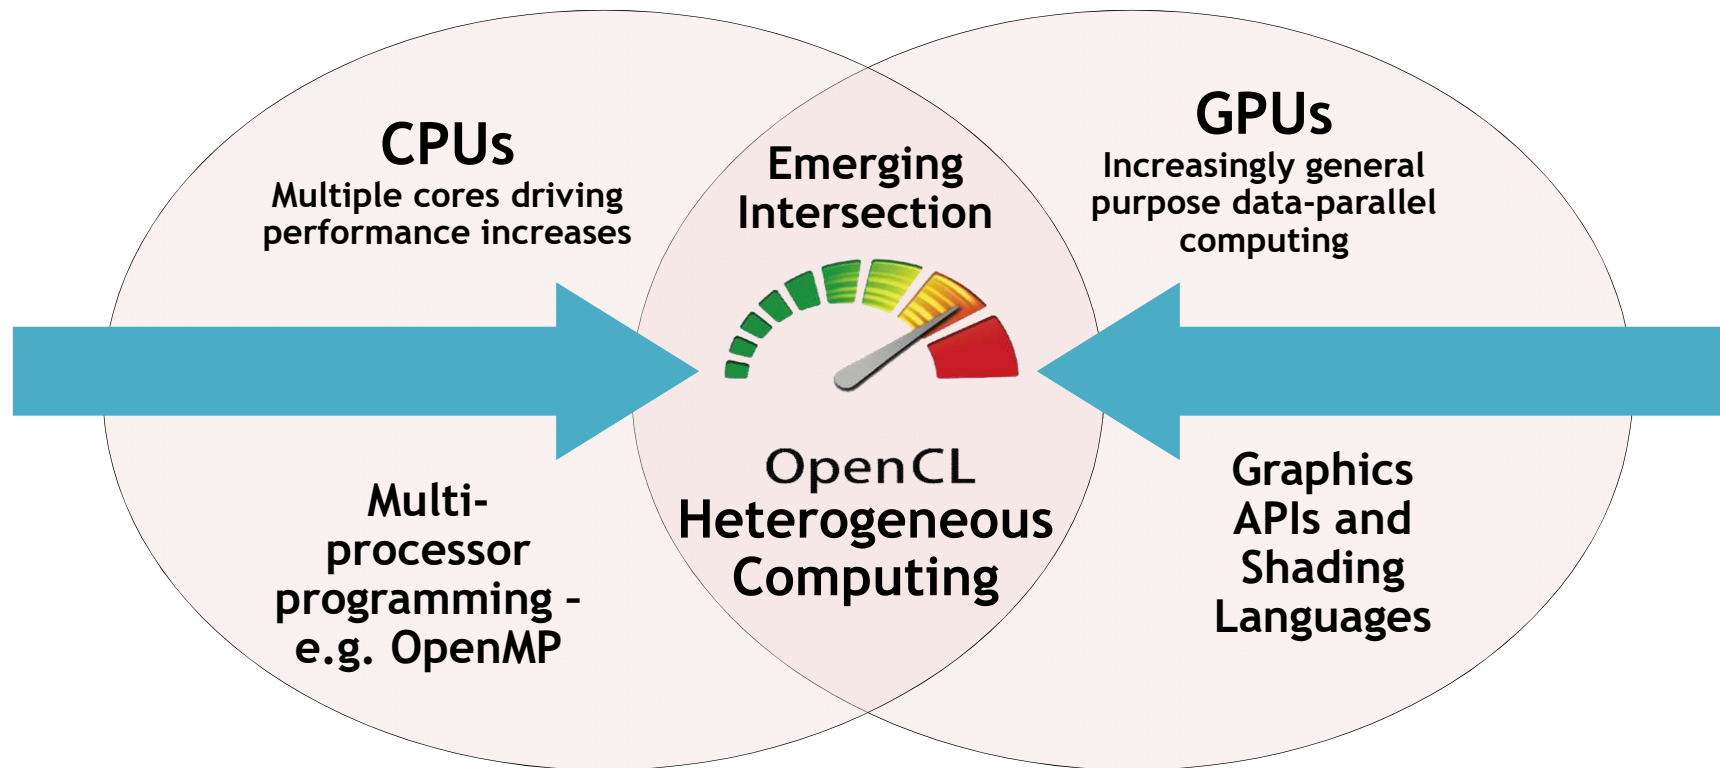 CPUs
Multiple cores driving
performance increases
Multi-
processor
programming –
e.g. OpenMP
Emerging
Intersection
OpenCL
Heterogeneous
Computing
GPUs
Increasingly general
purpose data-parallel
computing
Graphics
APIs and
Shading
Languages